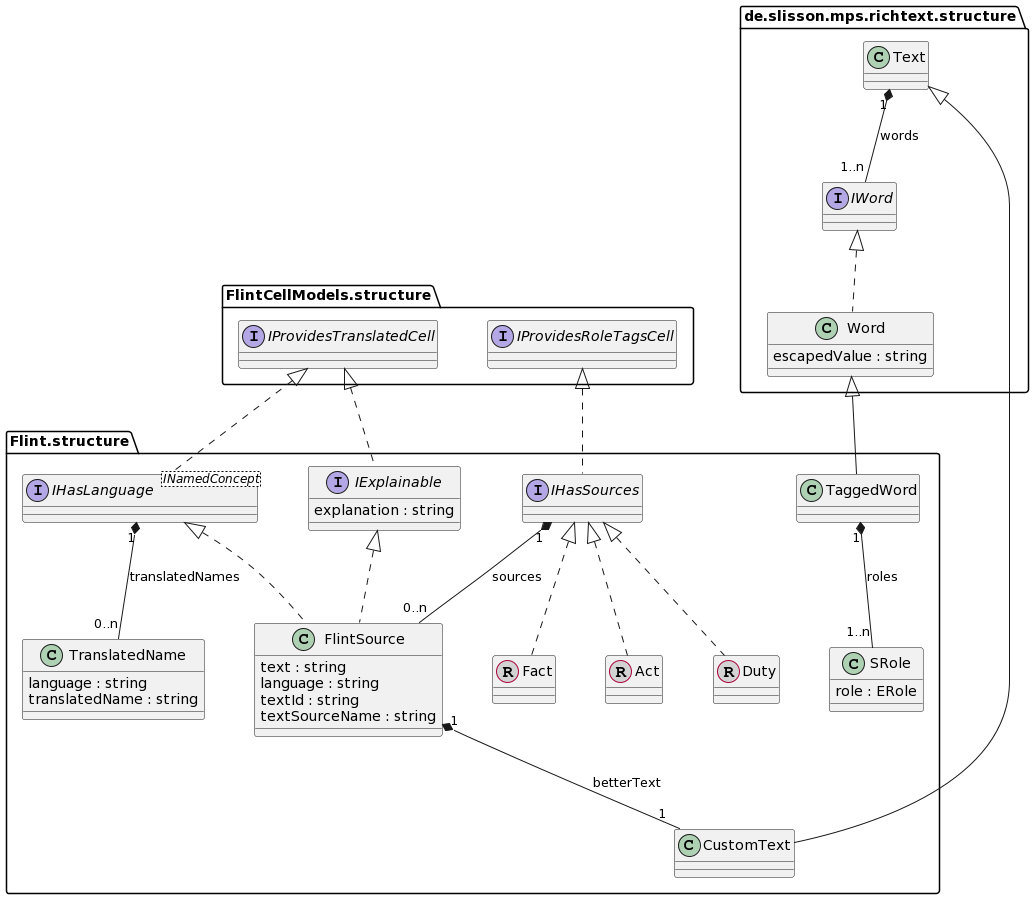 de.slisson.mps.richtext.structure
C Text
1
words
1..n
I IWord
C Word
escapedValue : string
FlintCellModels.structure
I IProvidesTranslatedCell
I IProvidesRoleTagsCell
Flint.structure
I IHasLanguage
INamedConcept
I IExplainable
explanation : string
I IHasSources
C TaggedWord
1
translatedNames
0..n
1
sources
0..n
1
roles
1..n
C TranslatedName
language : string
translatedName : string
C FlintSource
text : string
language : string
textId : string
textSourceName : string
R Fact
R Act
R Duty
C SRole
role : ERole
1
betterText
1
C CustomText